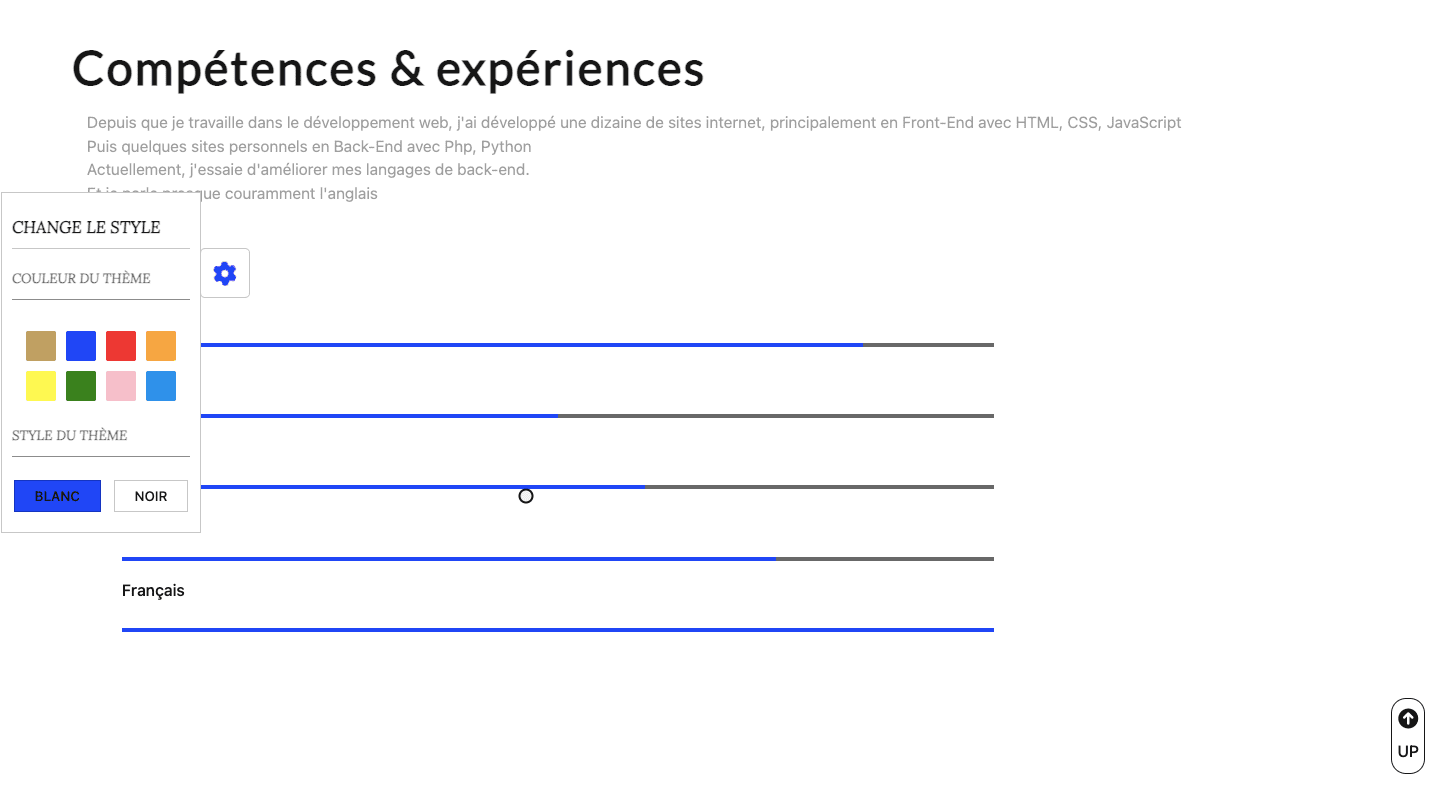 Compétences & expériences
Depuis que je travaille dans le développement web, j'ai développé une dizaine de sites internet, principalement en Front-End avec HTML, CSS, JavaScript
Puis quelques sites personnels en Back-End avec Php, Python
Actuellement, j'essaie d'améliorer mes langages de back-end.
Et je parle presque couramment l'anglais
CHANGE LE STYLE
COULEUR DU THÈME
STYLE DU THÈME
BLANC NOIR
Français
UP